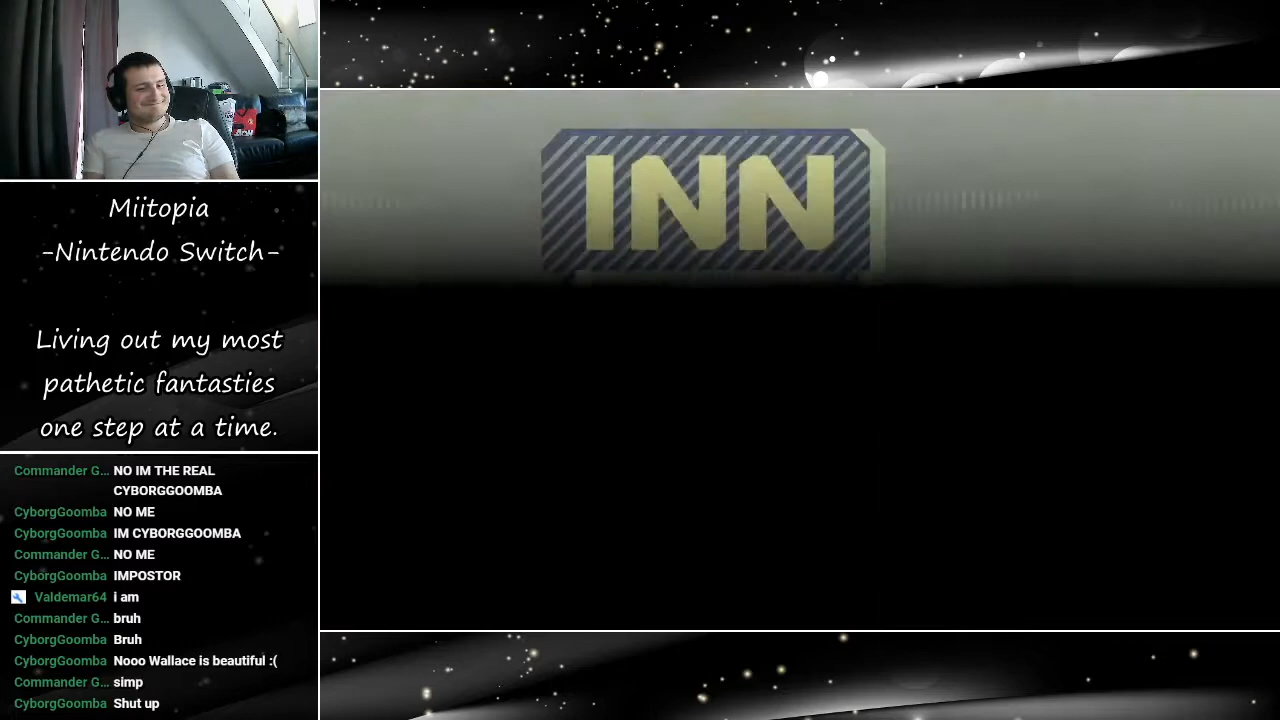 INN
Miitopia
-Nintendo Switch-
Living out my most
pathetic fantasties
one step at a time.
Commander G... NO IM THE REAL
CYBORGGOOMBA
CyborgGoomba NO ME
CyborgGoomba IM CYBORGGOOMBA
Commander G... NO ME
CyborgGoomba IMPOSTOR
Valdemar64 i am
Commander G... bruh
CyborgGoomba Bruh
CyborgGoomba Nooo Wallace is beautiful :(
Commander G... simp
CyborgGoomba Shut up